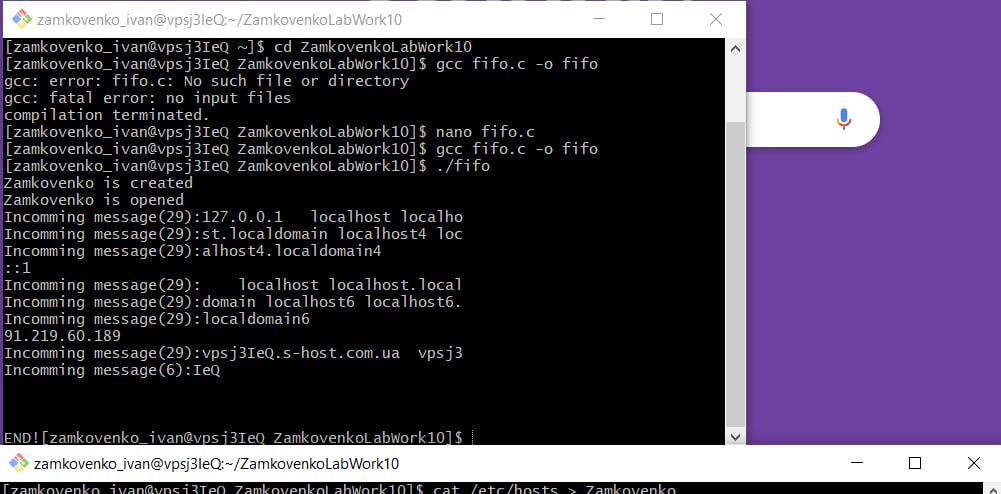 zamkovenko_ivan@vpsj3IeQ:~/ZamkovenkoLabWork10
[zamkovenko_ivan@vpsj3IeQ ~]$ cd ZamkovenkoLabWork10
[zamkovenko_ivan@vpsj3IeQ ZamkovenkoLabWork10]$ gcc fifo.c -o fifo
gcc: error: fifo.c: No such file or directory
gcc: fatal error: no input files
compilation terminated.
[zamkovenko_ivan@vpsj3IeQ ZamkovenkoLabWork10]$ nano fifo.c
[zamkovenko_ivan@vpsj3IeQ ZamkovenkoLabWork10]$ gcc fifo.c -o fifo
[zamkovenko_ivan@vpsj3IeQ ZamkovenkoLabWork10]$ ./fifo
Zamkovenko is created
Zamkovenko is opened
Incomming message(29):127.0.0.1   localhost localho
Incomming message(29):st.localdomain localhost4 loc
Incomming message(29):alhost4.localdomain4
::1
Incomming message(29):    localhost localhost.local
Incomming message(29):domain localhost6 localhost6.
Incomming message(29):localdomain6
91.219.60.189
Incomming message(29):vpsj3IeQ.s-host.com.ua  vpsj3
Incomming message(6):IeQ
END![zamkovenko_ivan@vpsj3IeQ ZamkovenkoLabWork10]$
zamkovenko_ivan@vpsj3IeQ:~/ZamkovenkoLabWork10
[zamkovenko_ivan@vpsj3IeQ ZamkovenkoLabWork10]$ cat /etc/hosts > Zamkovenko